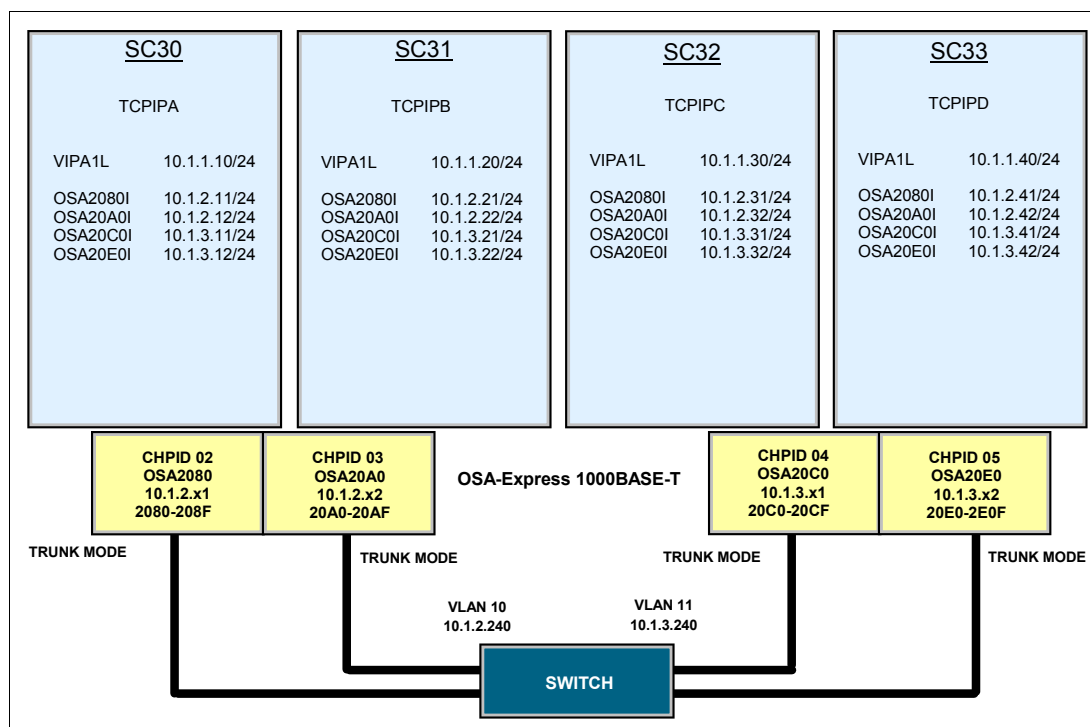 SC30
TCPIPA
VIPA1L 10.1.1.10/24
OSA2080I 10.1.2.11/24
OSA20A0I 10.1.2.12/24
OSA20C0I 10.1.3.11/24
OSA20E0I 10.1.3.12/24
SC31
TCPIPB
VIPA1L 10.1.1.20/24
OSA2080I 10.1.2.21/24
OSA20A0I 10.1.2.22/24
OSA20C0I 10.1.3.21/24
OSA20E0I 10.1.3.22/24
SC32
TCPIPC
VIPA1L 10.1.1.30/24
OSA2080I 10.1.2.31/24
OSA20A0I 10.1.2.32/24
OSA20C0I 10.1.3.31/24
OSA20E0I 10.1.3.32/24
SC33
TCPIPD
VIPA1L 10.1.1.40/24
OSA2080I 10.1.2.41/24
OSA20A0I 10.1.2.42/24
OSA20C0I 10.1.3.41/24
OSA20E0I 10.1.3.42/24
CHPID 02
OSA2080
10.1.2.x1
2080-208F
CHPID 03
OSA20A0
10.1.2.x2
20A0-20AF
OSA-Express 1000BASE-T
CHPID 04
OSA20C0
10.1.3.x1
20C0-20CF
CHPID 05
OSA20E0
10.1.3.x2
20E0-2E0F
TRUNK MODE
TRUNK MODE
TRUNK MODE
TRUNK MODE
VLAN 10
10.1.2.240
VLAN 11
10.1.3.240
SWITCH